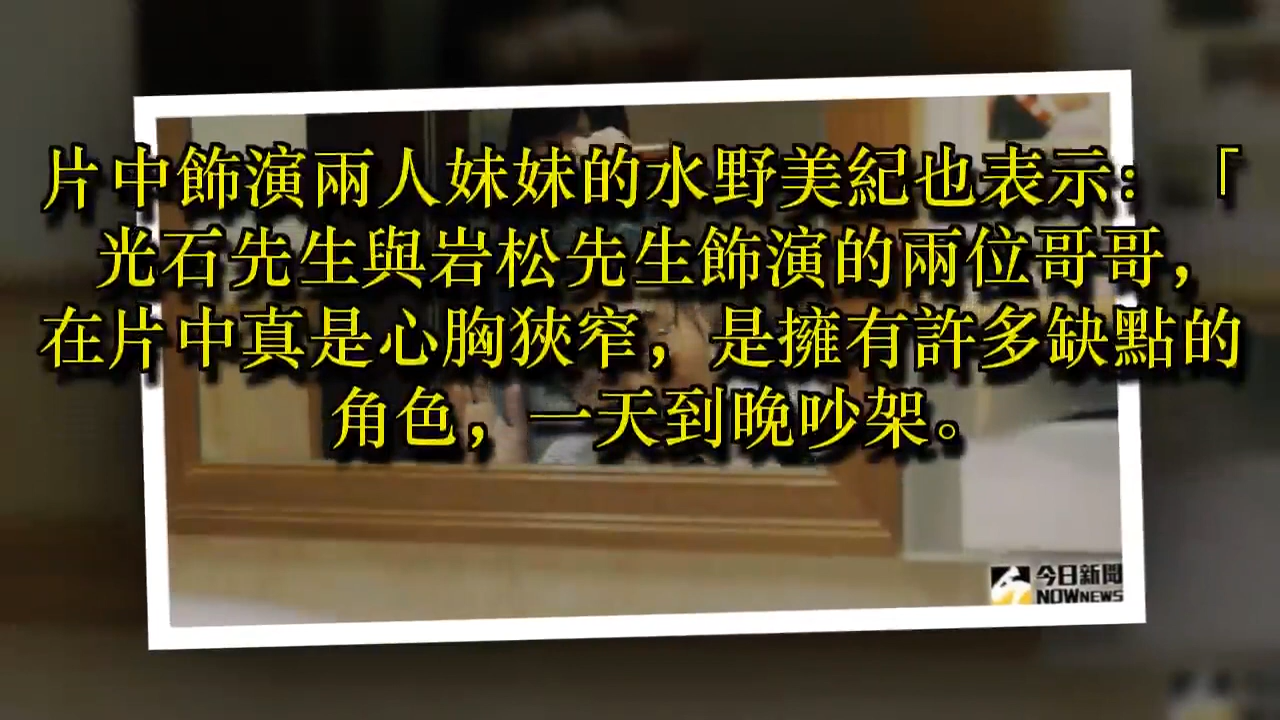 片中飾演兩人妹妹的水野美紀也表示:「
光石先生與岩松先生飾演的兩位哥哥，
在片中真是心胸狹窄，是擁有許多缺點的
角色，一天到晚吵架。
今日新聞
NOWNEWS